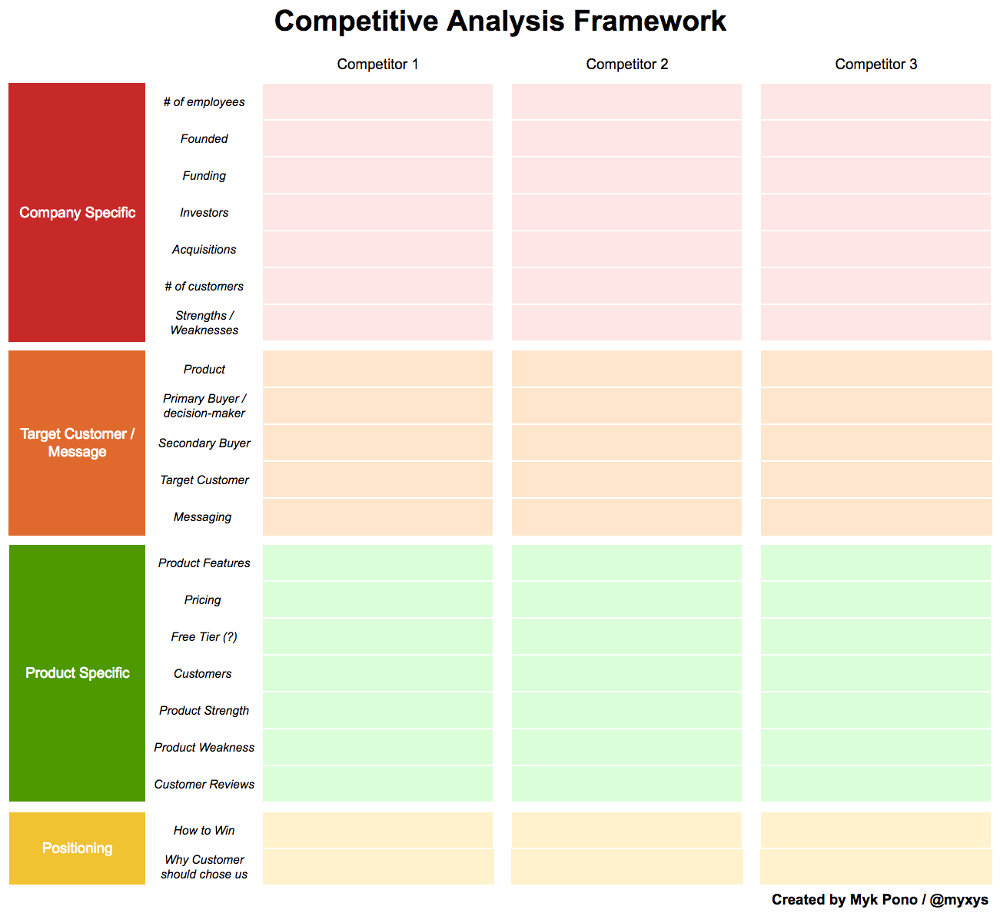 Competitive Analysis Framework
Competitor 1
Competitor 2
Competitor 3
Company Specific
# of employees
Founded
Funding
Investors
Acquisitions
# of customers
Strengths /
Weaknesses
Target Customer /
Message
Product
Primary Buyer /
decision-maker
Secondary Buyer
Target Customer
Messaging
Product Specific
Product Features
Pricing
Free Tier (?)
Customers
Product Strength
Product Weakness
Customer Reviews
Positioning
How to Win
Why Customer
should chose us
Created by Myk Pono / @myxys